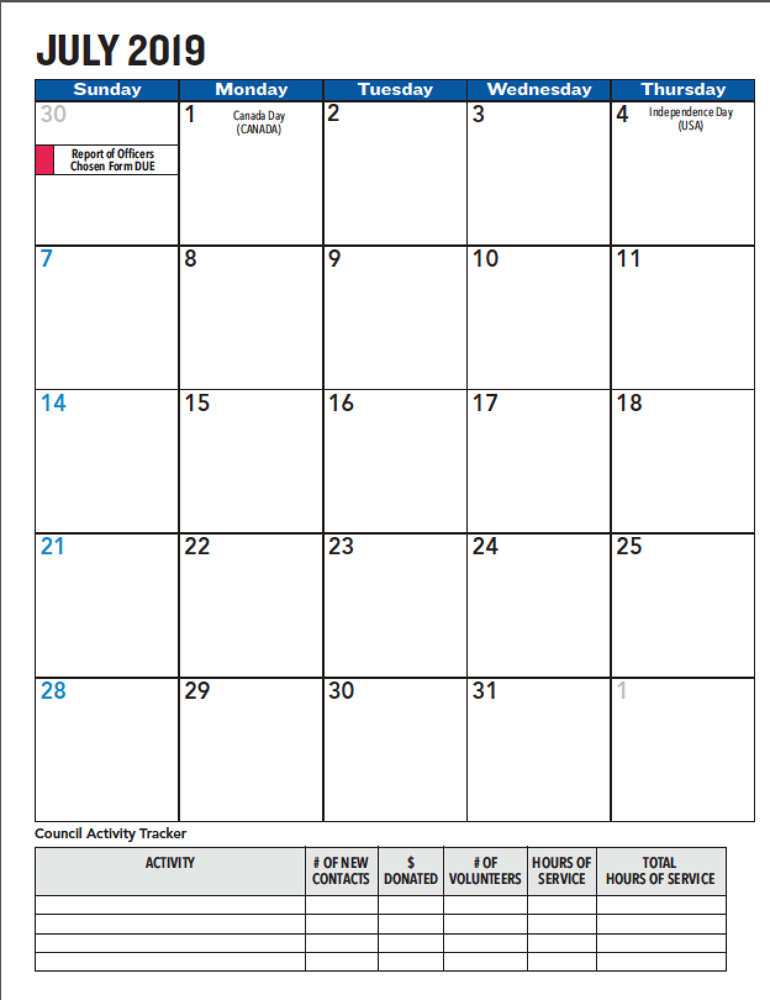 JULY 2019
Sunday Monday Tuesday Wednesday Thursday
30 1 Canada Day 2 3 4 Independence Day
(CANADA) (USA)
Report of Officers
Chosen Form DUE
7 8 9 10 11
14 15 16 17 18
21 22 23 24 25
28 29 30 31 1
Council Activity Tracker
ACTIVITY # OF NEW $ # OF HOURS OF TOTAL
CONTACTS DONATED VOLUNTEERS SERVICE HOURS OF SERVICE